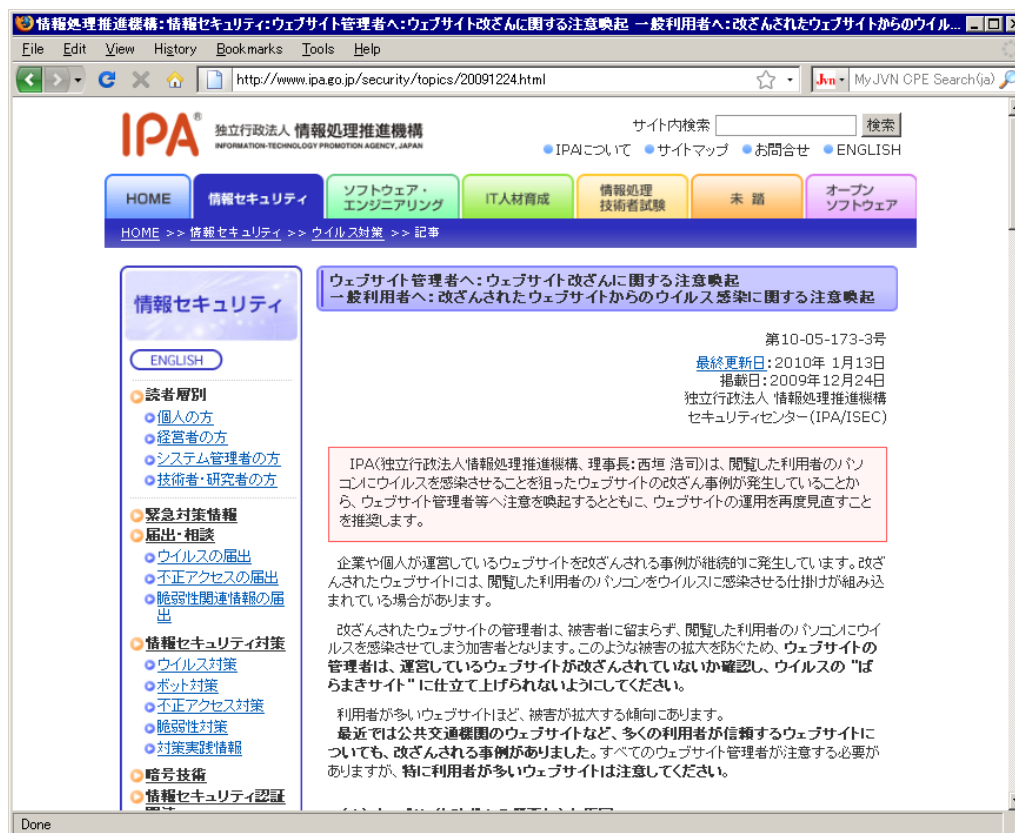 情報処理推進機構:情報セキュリティ:ウェブサイト管理者へ:ウェブサイト改ざんに関する注意喚起 一般利用者へ:改ざんされたウェブサイトからのウイル...
File Edit View History Bookmarks Tools Help
http://www.ipa.go.jp/security/topics/20091224.html
Jvn MyJVN CPE Search(ja)
IPA® 独立行政法人 情報処理推進機構
INFORMATION-TECHNOLOGY PROMOTION AGENCY, JAPAN
サイト内検索 検索
IPAについて サイトマップ お問合せ ENGLISH
HOME 情報セキュリティ ソフトウェア・エンジニアリング IT人材育成 情報処理技術者試験 未踏 オープンソフトウェア
HOME >> 情報セキュリティ >> ウイルス対策 >> 記事
情報セキュリティ
ENGLISH
読者層別
個人の方
経営者の方
システム管理者の方
技術者・研究者の方
緊急対策情報
届出・相談
ウイルスの届出
不正アクセスの届出
脆弱性関連情報の届
出
情報セキュリティ対策
ウイルス対策
ボット対策
不正アクセス対策
脆弱性対策
対策実践情報
暗号技術
情報セキュリティ認証
ウェブサイト管理者へ:ウェブサイト改ざんに関する注意喚起
一般利用者へ:改ざんされたウェブサイトからのウイルス感染に関する注意喚起
第10-05-173-3号
最終更新日:2010年 1月13日
掲載日:2009年12月24日
独立行政法人 情報処理推進機構
セキュリティセンター(IPA/ISEC)
IPA(独立行政法人情報処理推進機構、理事長:西垣 浩司)は、閲覧した利用者のパソ
コンにウイルスを感染させることを狙ったウェブサイトの改ざん事例が発生していることか
ら、ウェブサイト管理者等へ注意を喚起するとともに、ウェブサイトの運用を再度見直すこと
を推奨します。
企業や個人が運営しているウェブサイトを改ざんされる事例が継続的に発生しています。改ざ
んされたウェブサイトには、閲覧した利用者のパソコンをウイルスに感染させる仕掛けが組み込
まれている場合があります。
改ざんされたウェブサイトの管理者は、被害者に留まらず、閲覧した利用者のパソコンにウイ
ルスを感染させてしまう加害者となります。このような被害の拡大を防ぐため、ウェブサイトの
管理者は、運営しているウェブサイトが改ざんされていないか確認し、ウイルスの "ば
らまきサイト" に仕立て上げられないようにしてください。
利用者が多いウェブサイトほど、被害が拡大する傾向にあります。
最近では公共交通機関のウェブサイトなど、多くの利用者が信頼するウェブサイトに
ついても、改ざんされる事例がありました。すべてのウェブサイト管理者が注意する必要が
ありますが、特に利用者が多いウェブサイトは注意してください。
Done